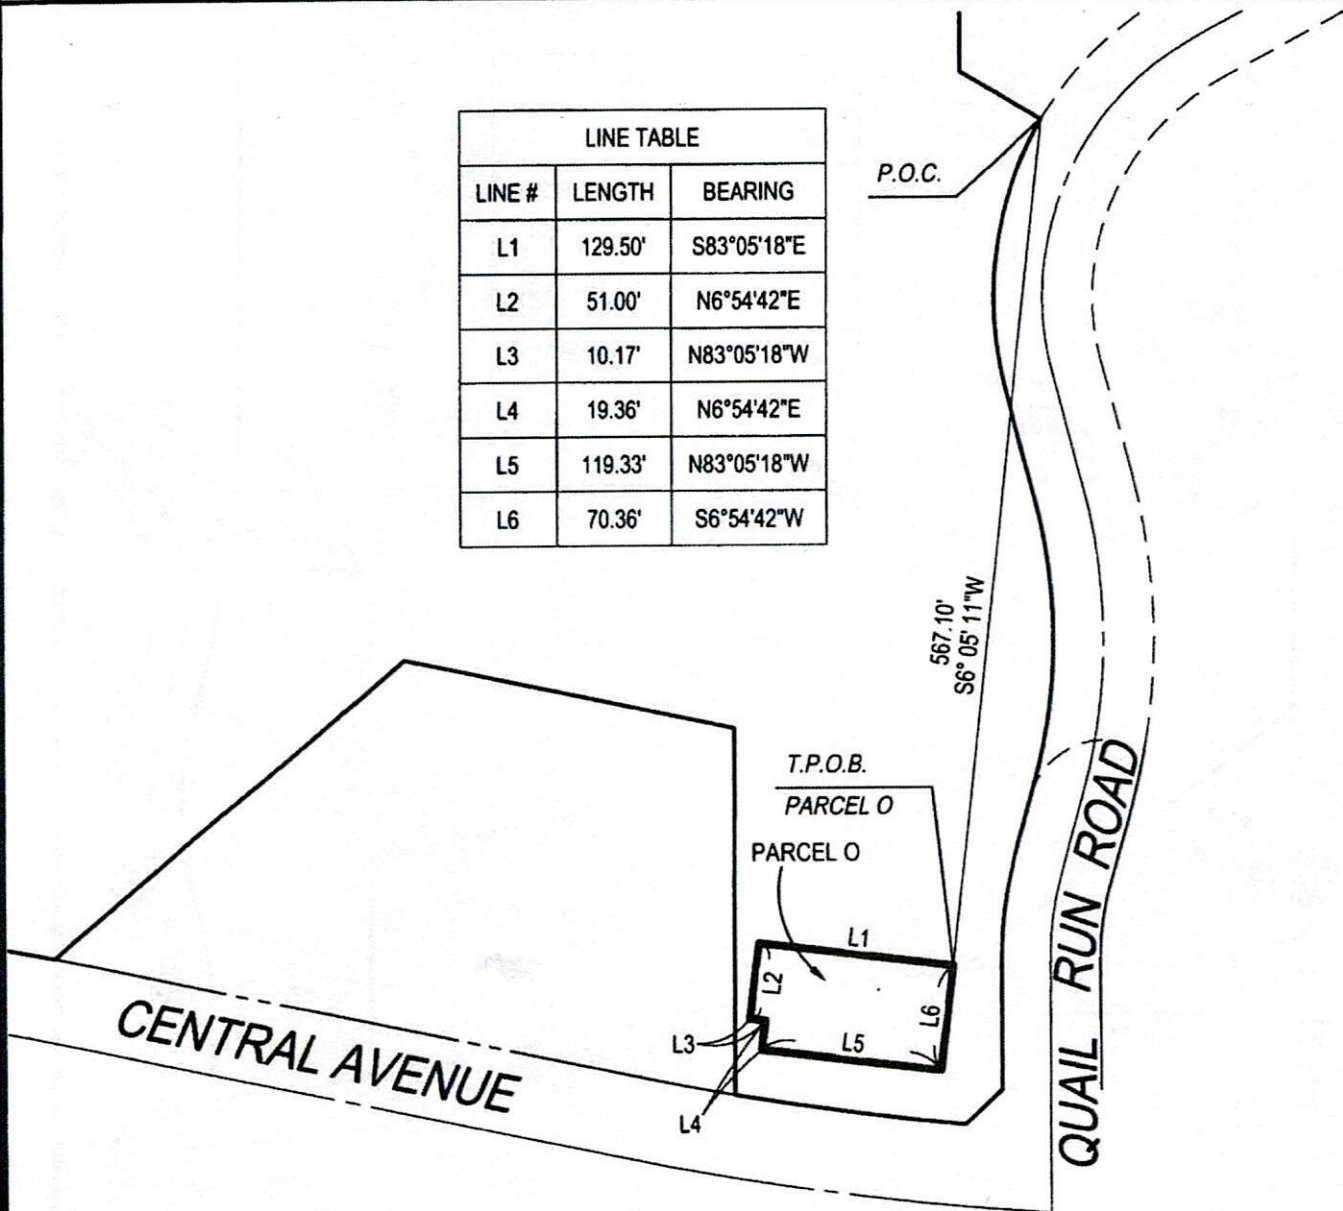 LINE TABLE
LINE # LENGTH BEARING
L1 129.50' S83°05'18"E
L2 51.00' N6°54'42"E
L3 10.17' N83°05'18"W
L4 19.36' N6°54'42"E
L5 119.33' N83°05'18"W
L6 70.36' S6°54'42"W
P.O.C.
567.10'
S6° 05' 11"W
T.P.O.B.
PARCEL O
PARCEL O
L1
L2
L6
L3
L5
L4
CENTRAL AVENUE
QUAIL RUN ROAD